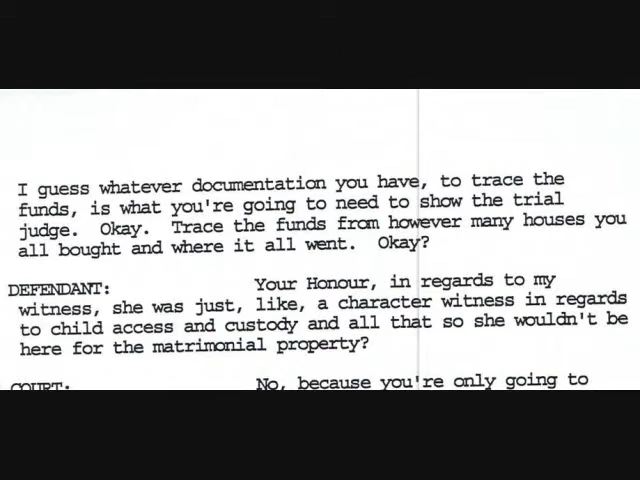 I guess whatever documentation you have, to trace the
funds, is what you're going to need to show the trial
judge. Okay. Trace the funds from however many houses you
all bought and where it all went. Okay?
DEFENDANT: Your Honour, in regards to my
witness, she was just, like, a character witness in regards
to child access and custody and all that so she wouldn't be
here for the matrimonial property?
COURT: No, because you're only going to